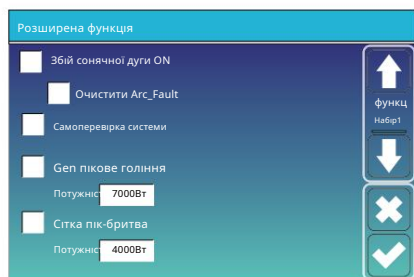 Розширена функція
Збій сонячної дуги ON
Очистити Arc_Fault
Самоперевірка системи
Gen пікове гоління
Потужніс 7000Вт
Сітка пік-бритва
Потужніс 4000Вт
функц
Набір1